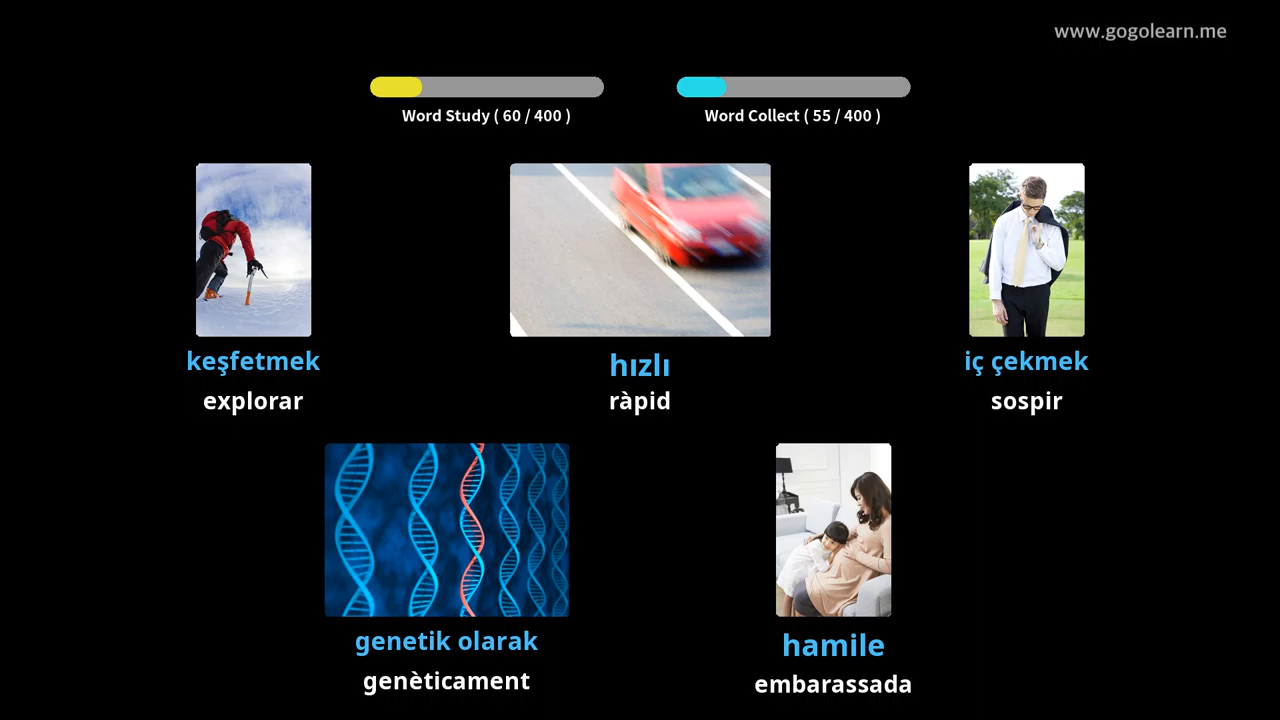 www.gogolearn.me
Word Study ( 60 / 400 )
Word Collect ( 55 / 400 )
keşfetmek
explorar
hızlı
ràpid
iç çekmek
sospir
genetik olarak
genèticament
hamile
embarassada